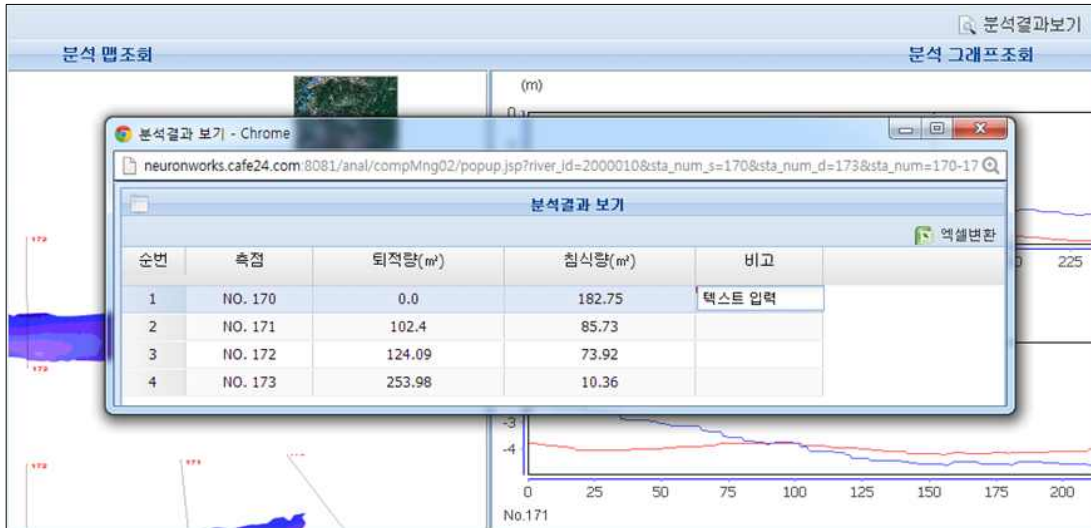 분석결과보기
분석 맵조회 분석 그래프조회
(m)
분석결과 보기 - Chrome
neuronworks.cafe24.com:8081/anal/compMng02/popup.jsp?river_id=2000010&sta_num_s=170&sta_num_d=173&sta_num=170-17
분석결과 보기
엑셀변환
순번 측점 퇴적량(㎥) 침식량(㎥) 비고
1 NO. 170 0.0 182.75 텍스트 입력
2 NO. 171 102.4 85.73
3 NO. 172 124.09 73.92
4 NO. 173 253.98 10.36
225
173
173
-3
-4
173 171
0 25 50 75 100 125 150 175 200
No.171